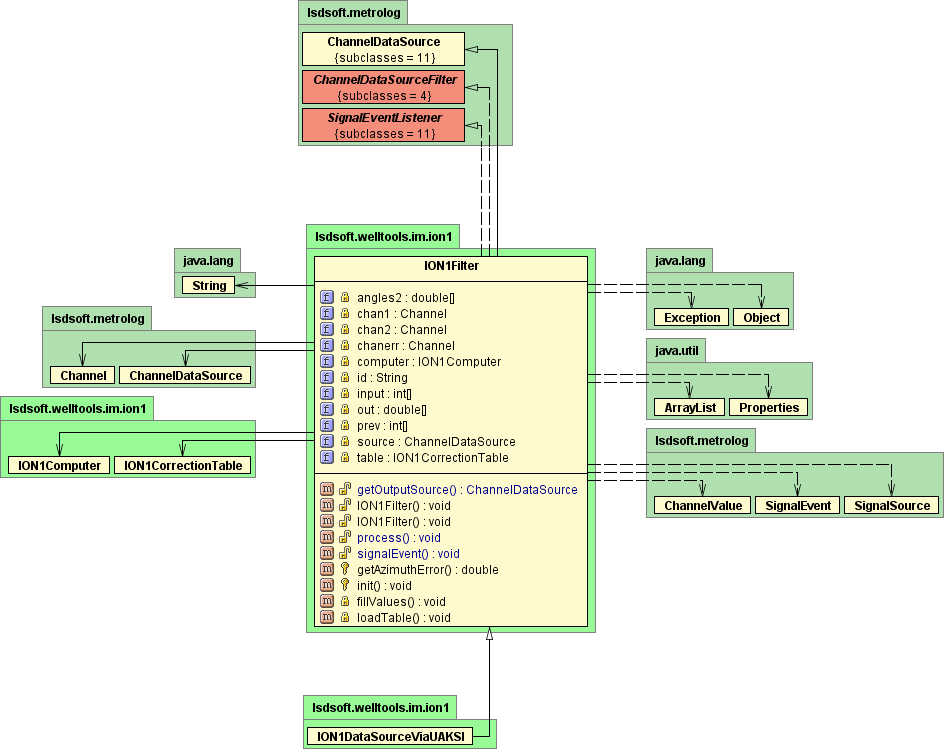 lsdsoft.metrolog
ChannelDataSource
{subclasses = 11}
ChannelDataSourceFilter
{subclasses = 4}
SignalEventListener
{subclasses = 11}
lsdsoft.welltools.im.ion1
ION1Filter
f angles2 : double[]
f chan1 : Channel
f chan2 : Channel
f chanerr : Channel
f computer : ION1Computer
f id : String
f input : int[]
f out : double[]
f prev : int[]
f source : ChannelDataSource
f table : ION1CorrectionTable
m getOutputSource() : ChannelDataSource
m ION1Filter() : void
m ION1Filter() : void
m process() : void
m signalEvent() : void
m getAzimuthError() : double
m init() : void
m fillValues() : void
m loadTable() : void
java.lang
String
lsdsoft.metrolog
Channel
ChannelDataSource
lsdsoft.welltools.im.ion1
ION1Computer
ION1CorrectionTable
java.lang
Exception
Object
java.util
ArrayList
Properties
lsdsoft.metrolog
ChannelValue
SignalEvent
SignalSource
lsdsoft.welltools.im.ion1
ION1DataSourceViaUAKSI